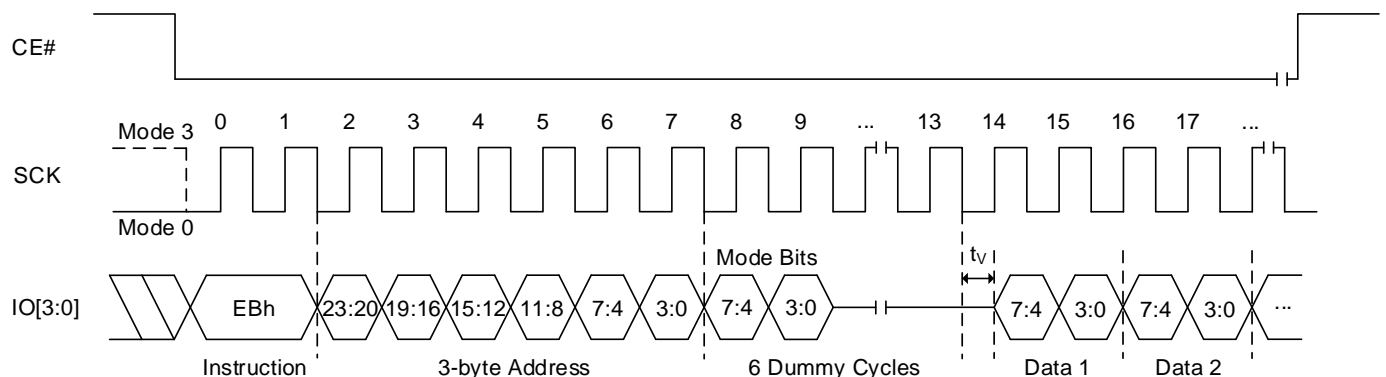 CE#
0 1 2 3 4 5 6 7 8 9 ... 13 14 15 16 17 ...
Mode 3
SCK
Mode 0
Mode Bits tV
IO[3:0] EBh 23:20 19:16 15:12 11:8 7:4 3:0 7:4 3:0 7:4 3:0 7:4 3:0 ...
Instruction 3-byte Address 6 Dummy Cycles Data 1 Data 2